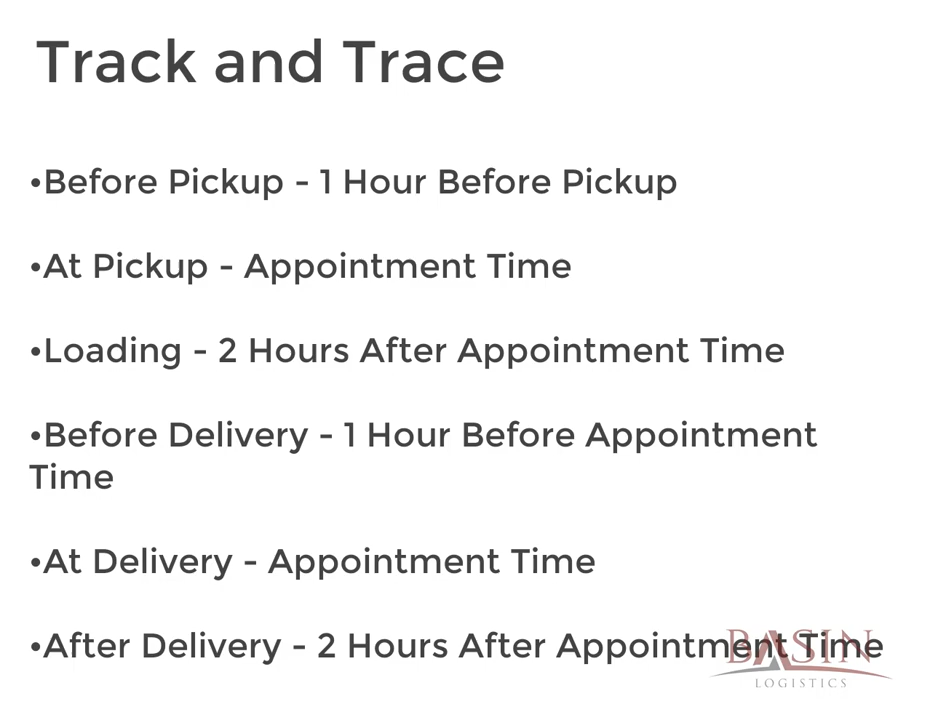 Track and Trace
•Before Pickup - 1 Hour Before Pickup
•At Pickup - Appointment Time
•Loading - 2 Hours After Appointment Time
•Before Delivery - 1 Hour Before Appointment
Time
•At Delivery - Appointment Time
•After Delivery - 2 Hours After Appointment Time
BASIN
LOGISTICS